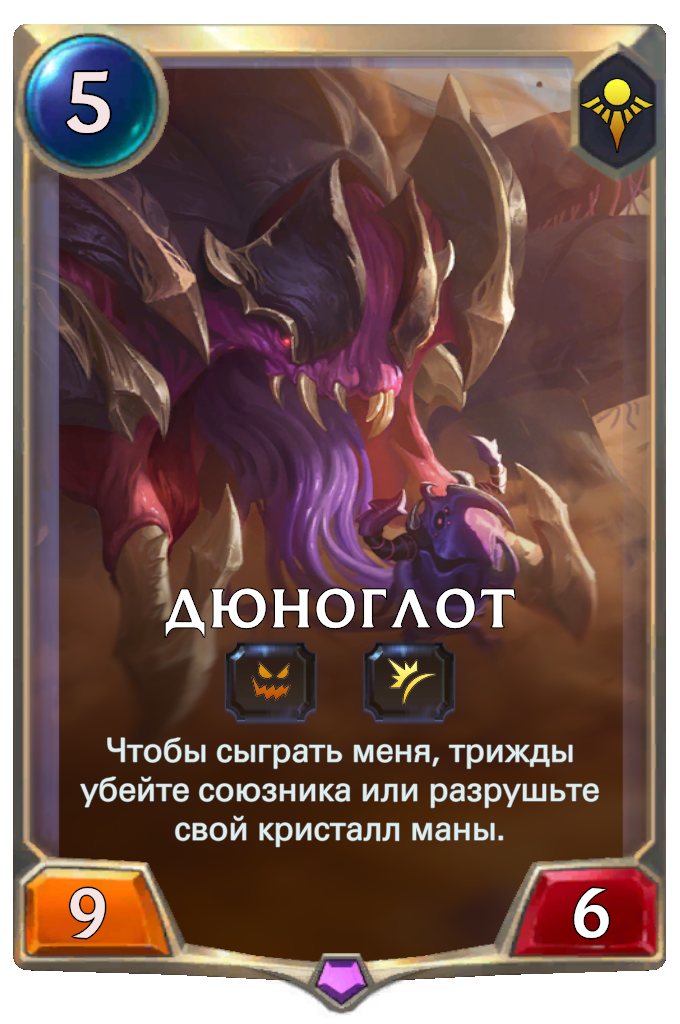 5
ДЮНОГЛОТ
Чтобы сыграть меня, трижды
убейте союзника или разрушьте
свой кристалл маны.
9
6